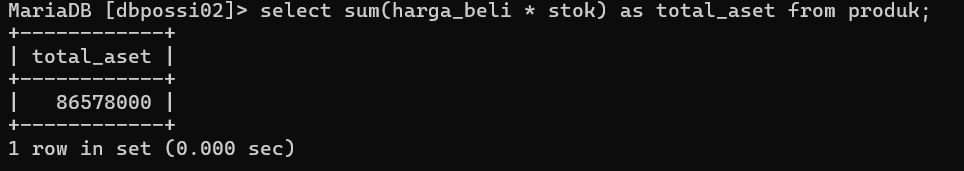 MariaDB [dbpossi02]> select sum(harga_beli * stok) as total_aset from produk;
+------------+
| total_aset |
+------------+
|   86578000 |
+------------+
1 row in set (0.000 sec)